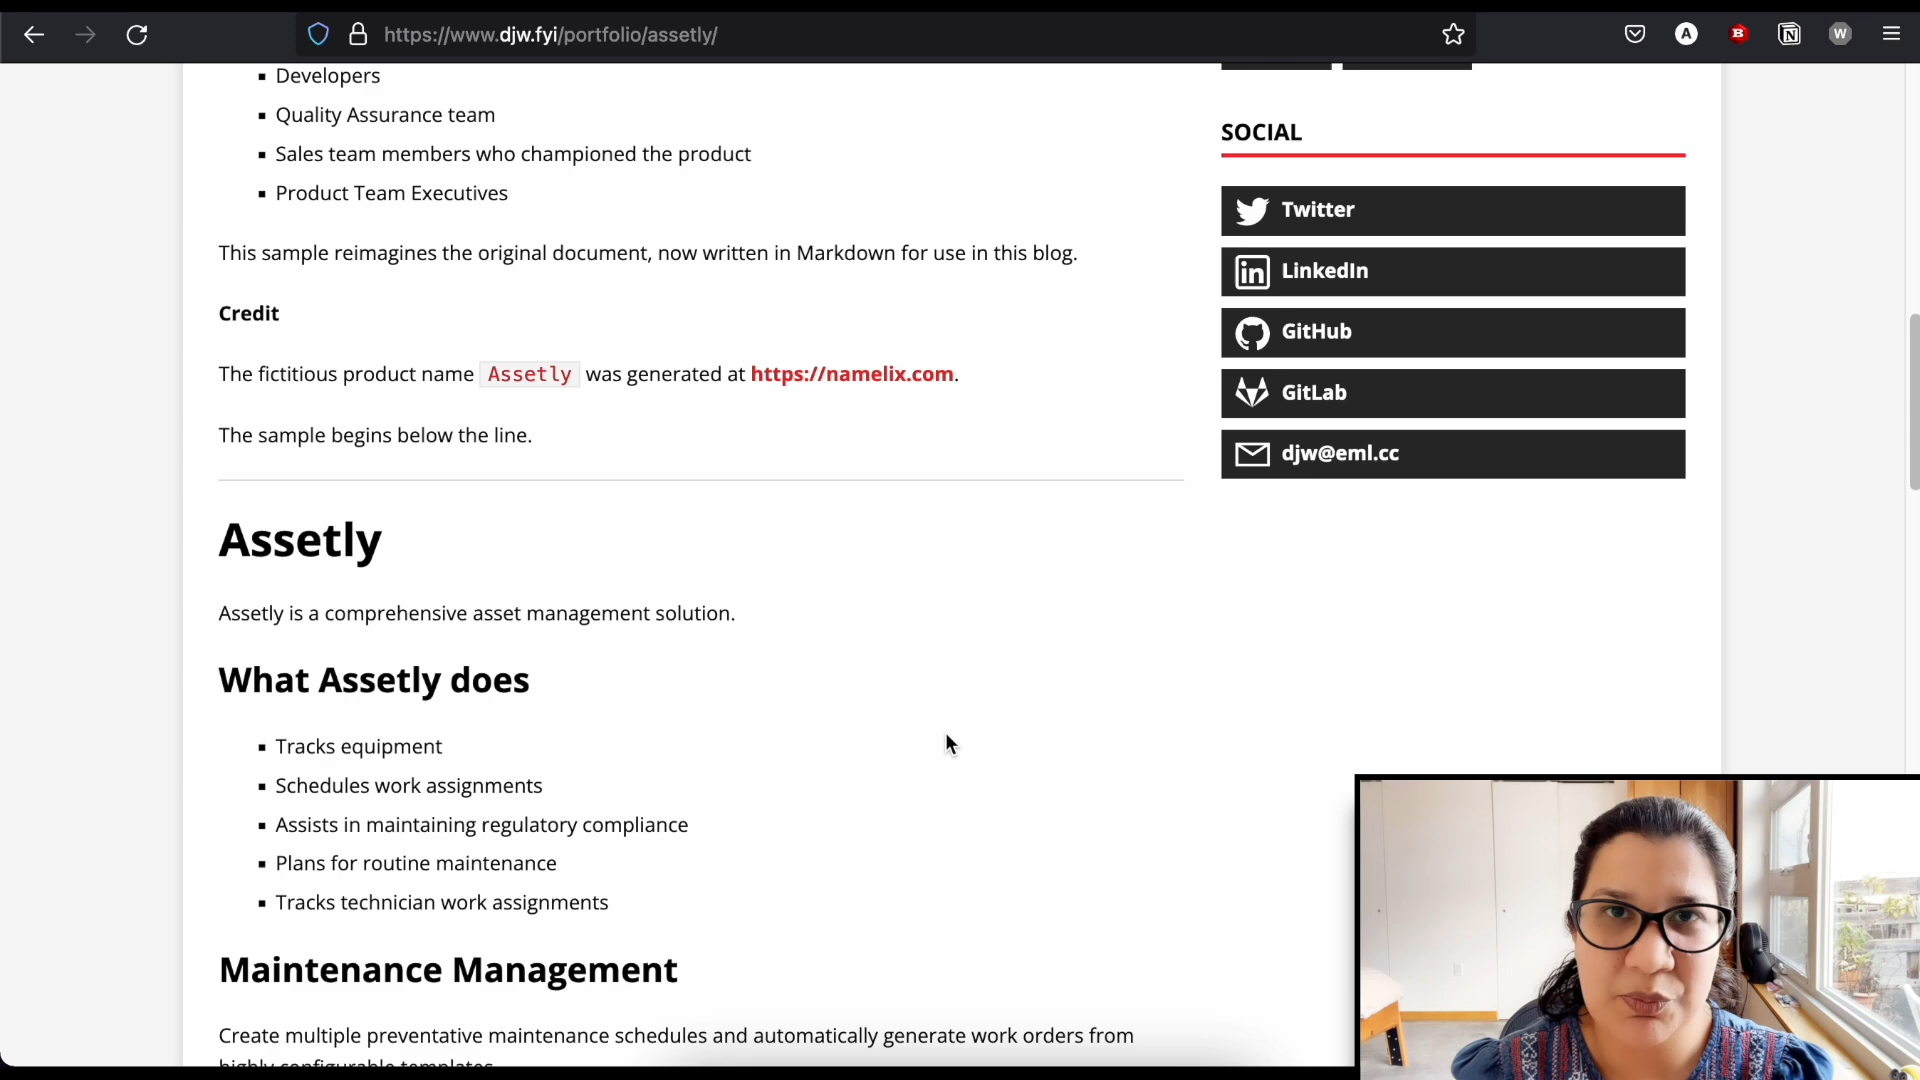 https://www.djw.fyi/portfolio/assetly/
A
B
N
W
Developers
Quality Assurance team
Sales team members who championed the product
Product Team Executives
This sample reimagines the original document, now written in Markdown for use in this blog.
Credit
The fictitious product name Assetly was generated at https://namelix.com.
The sample begins below the line.
Assetly
Assetly is a comprehensive asset management solution.
What Assetly does
Tracks equipment
Schedules work assignments
Assists in maintaining regulatory compliance
Plans for routine maintenance
Tracks technician work assignments
Maintenance Management
Create multiple preventative maintenance schedules and automatically generate work orders from
highly configurable templates
SOCIAL
Twitter
in LinkedIn
GitHub
GitLab
djw@eml.cc